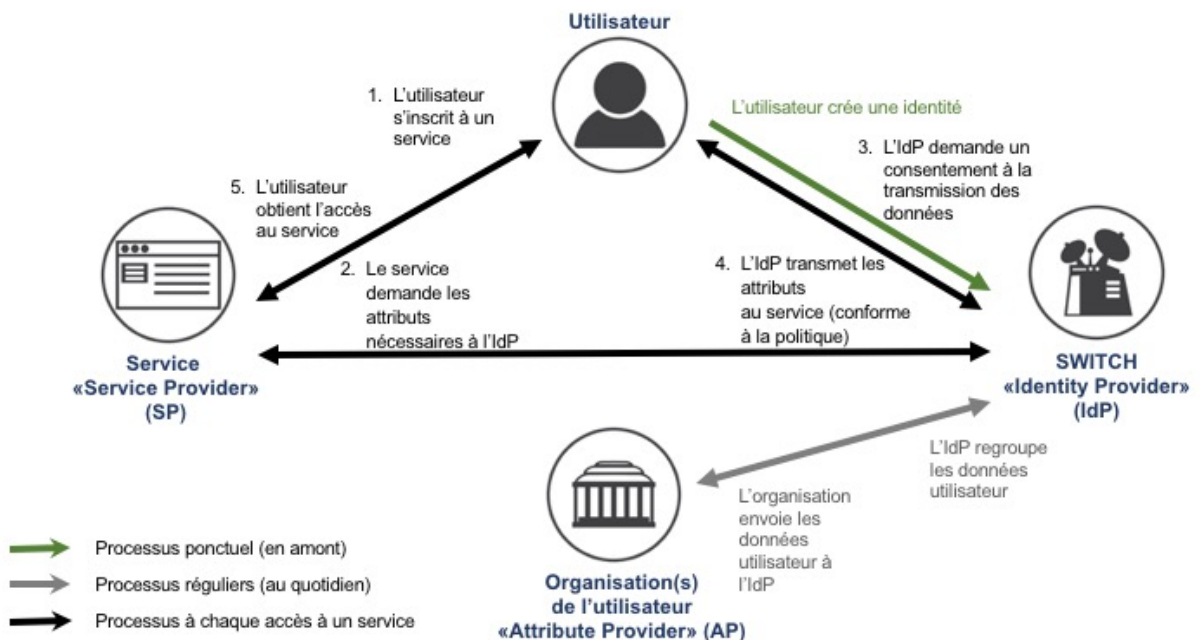 Utilisateur
1. L'utilisateur
s'inscrit à un
service
L'utilisateur crée une identité
3. L'IdP demande un
consentement à la
transmission des
données
5. L'utilisateur
obtient l'accès
au service
2. Le service
demande les
attributs
nécessaires à l'IdP
4. L'IdP transmet les
attributs
au service (conforme
à la politique)
Service
«Service Provider»
(SP)
SWITCH
«Identity Provider»
(IdP)
L'IdP regroupe
les données
utilisateur
L'organisation
envoie les
données
utilisateur à
l'IdP
Organisation(s)
de l'utilisateur
«Attribute Provider» (AP)
Processus ponctuel (en amont)
Processus réguliers (au quotidien)
Processus à chaque accès à un service